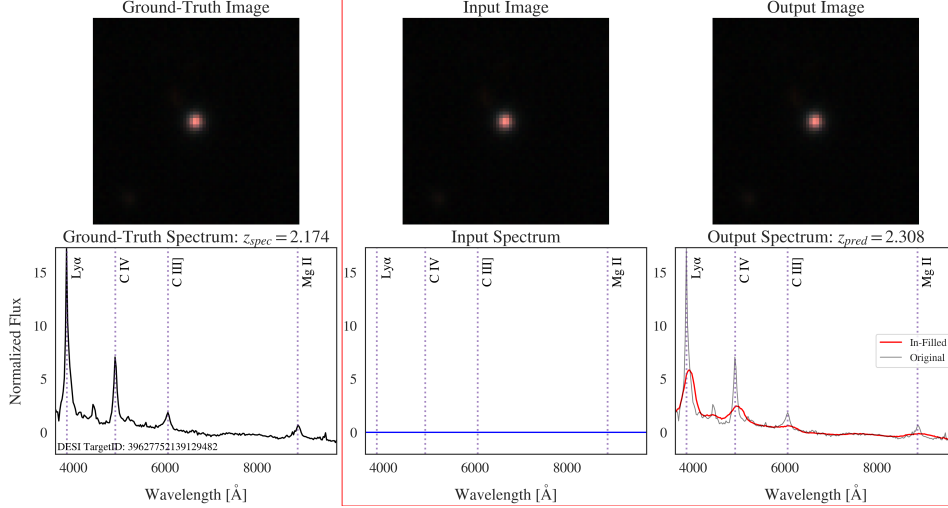 Ground-Truth Image
Input Image
Output Image
Ground-Truth Spectrum: z_spec = 2.174
Input Spectrum
Output Spectrum: z_pred = 2.308
Normalized Flux
15
10
5
0
Lyα
C IV
C III]
Mg II
DESI TargetID: 39627752139129482
4000
6000
8000
Wavelength [Å]
15
10
5
0
Lyα
C IV
C III]
Mg II
4000
6000
8000
Wavelength [Å]
15
10
5
0
Lyα
C IV
C III]
Mg II
In-Filled
Original
4000
6000
8000
Wavelength [Å]